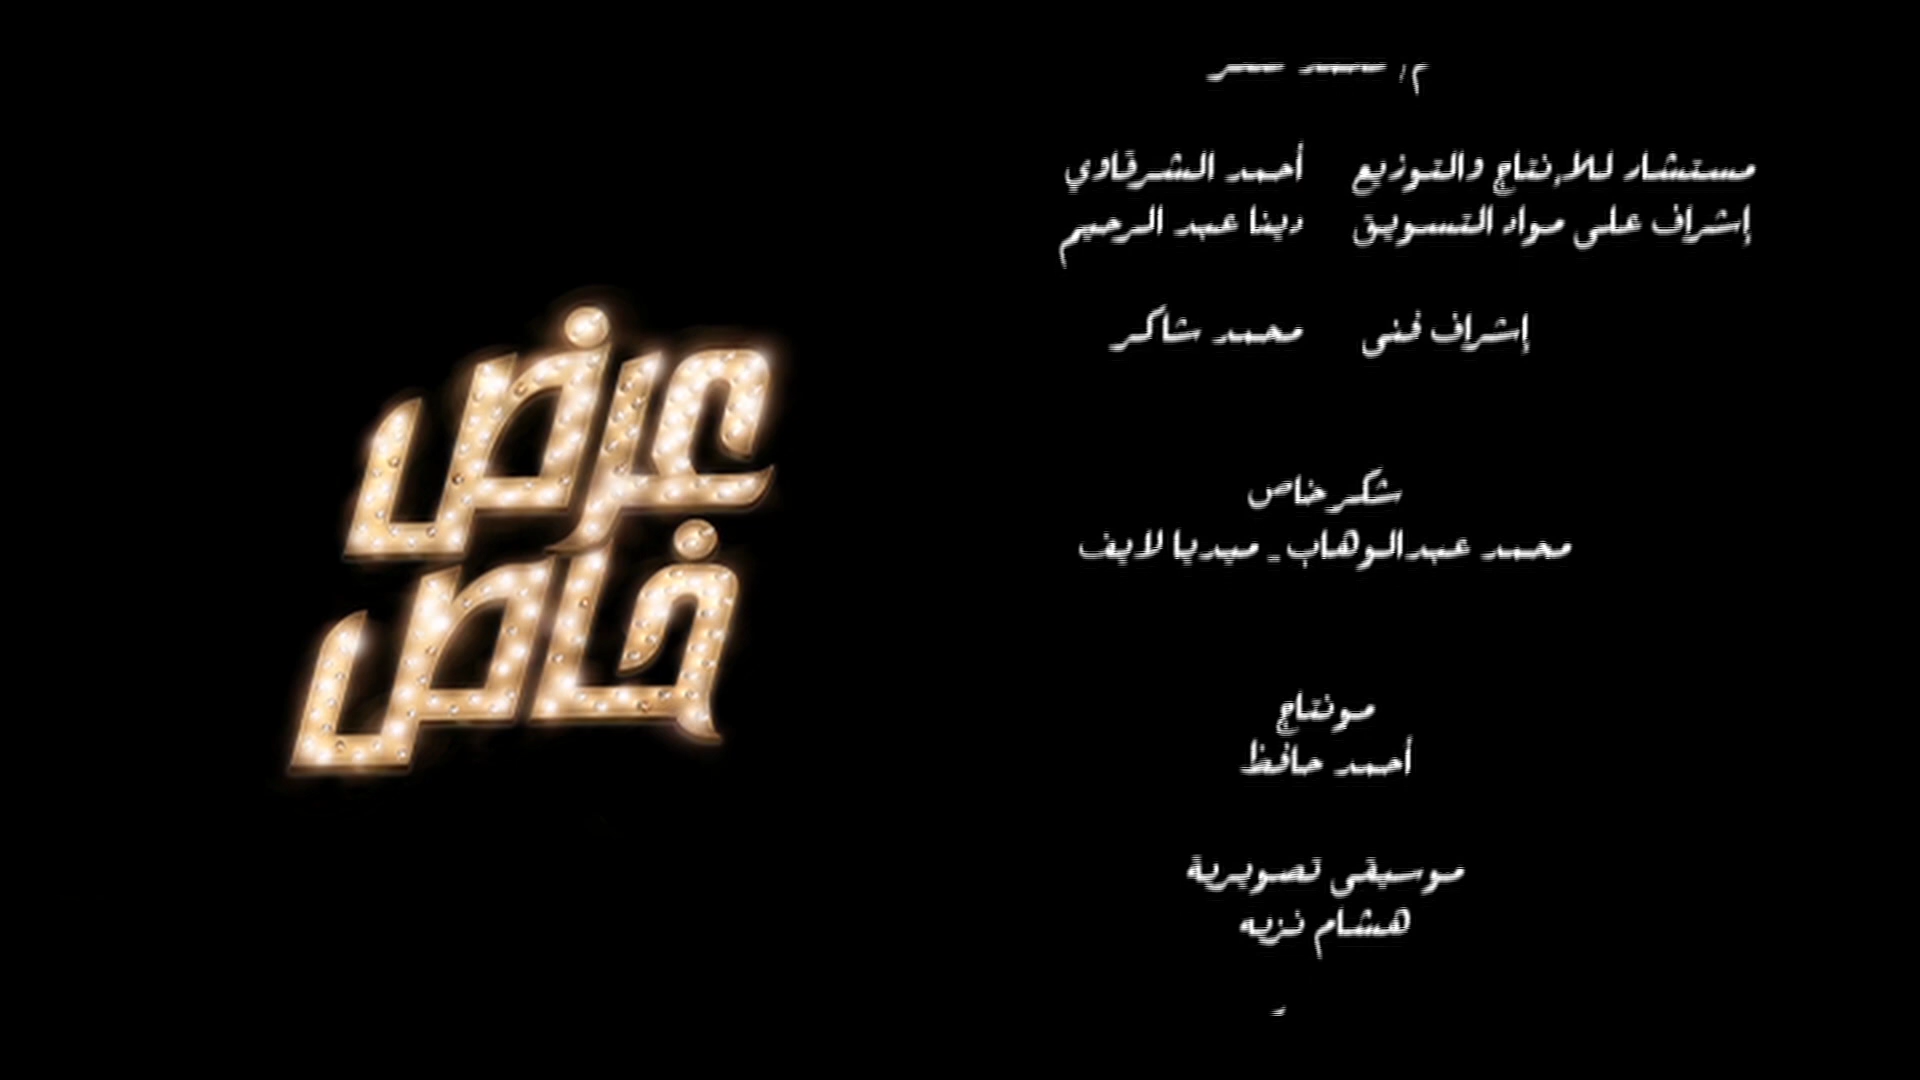 عرض
خاص
مستشار للإنتاج والتوزيع أحمد الشرقاوي
إشراف على مواد التسويق دينا عبد الرحيم
إشراف فنى محمد شاكر
شكر خاص
محمد عبدالوهاب - ميديا لايف
مونتاج
أحمد حافظ
موسيقى تصويرية
هشام نزيه